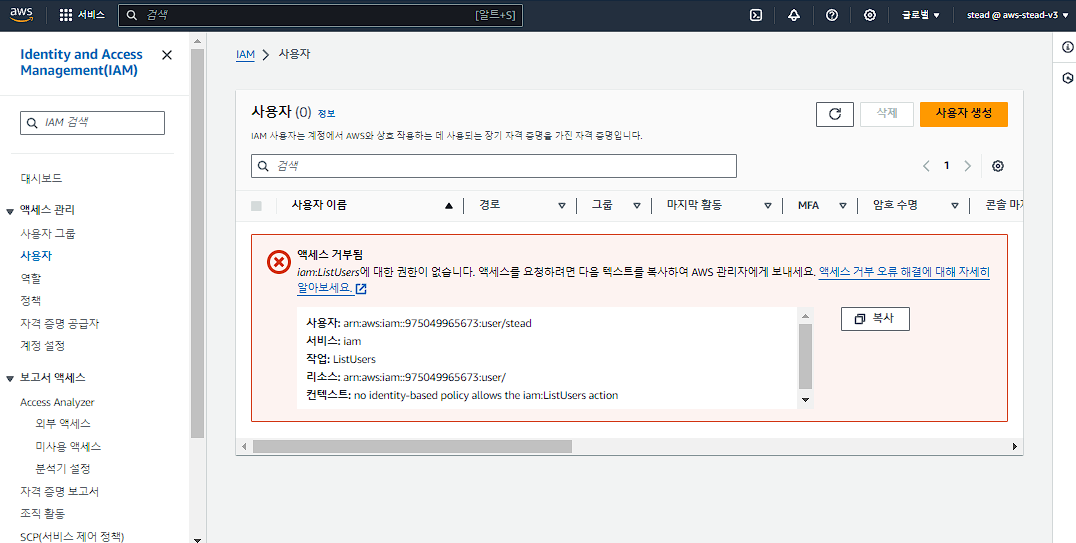 aws
서비스
검색
[알트+S]
글로벌
stead @ aws-stead-v3
Identity and Access
Management(IAM)
IAM 검색
대시보드
액세스 관리
사용자 그룹
사용자
역할
정책
자격 증명 공급자
계정 설정
보고서 액세스
Access Analyzer
외부 액세스
미사용 액세스
분석기 설정
자격 증명 보고서
조직 활동
SCP(서비스 제어 정책)
IAM > 사용자
사용자 (0) 정보
삭제
사용자 생성
IAM 사용자는 계정에서 AWS와 상호 작용하는 데 사용되는 장기 자격 증명을 가진 자격 증명입니다.
검색
1
사용자 이름
경로
그룹
마지막 활동
MFA
암호 수명
콘솔 마지
액세스 거부됨
iam:ListUsers에 대한 권한이 없습니다. 액세스를 요청하려면 다음 텍스트를 복사하여 AWS 관리자에게 보내세요. 액세스 거부 오류 해결에 대해 자세히
알아보세요.
사용자: arn:aws:iam::975049965673:user/stead
서비스: iam
작업: ListUsers
리소스: arn:aws:iam::975049965673:user/
컨텍스트: no identity-based policy allows the iam:ListUsers action
복사